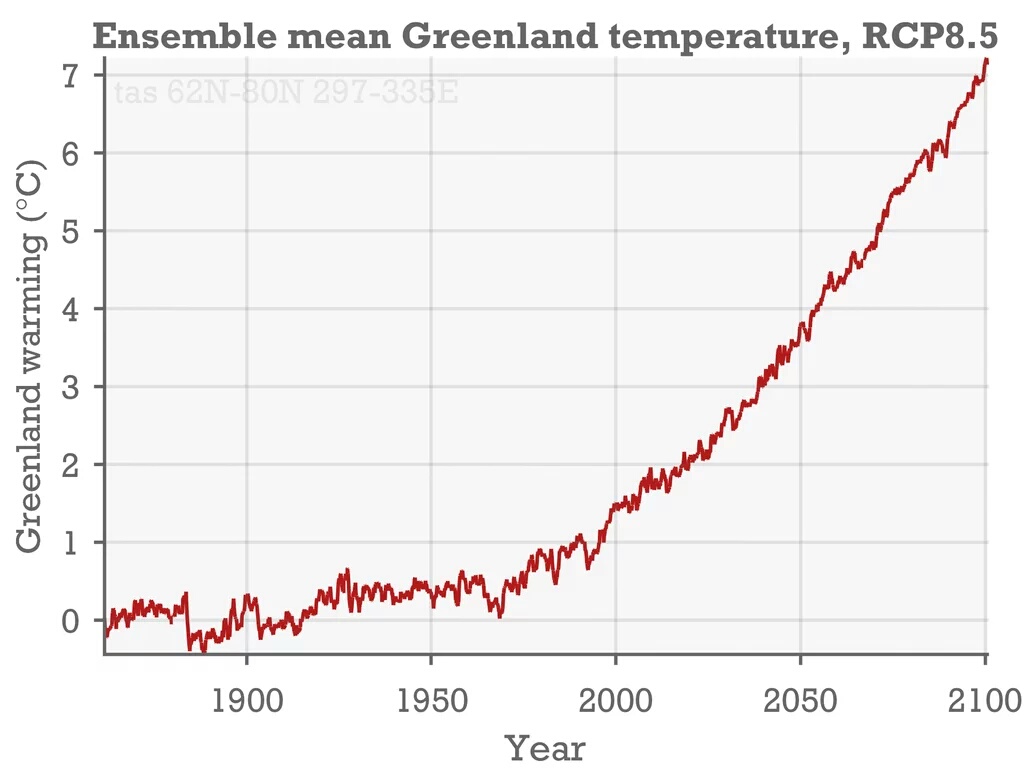 Ensemble mean Greenland temperature, RCP8.5
tas 62N-80N 297-335E
Greenland warming (°C)
7
6
5
4
3
2
1
0
1900 1950 2000 2050 2100
Year